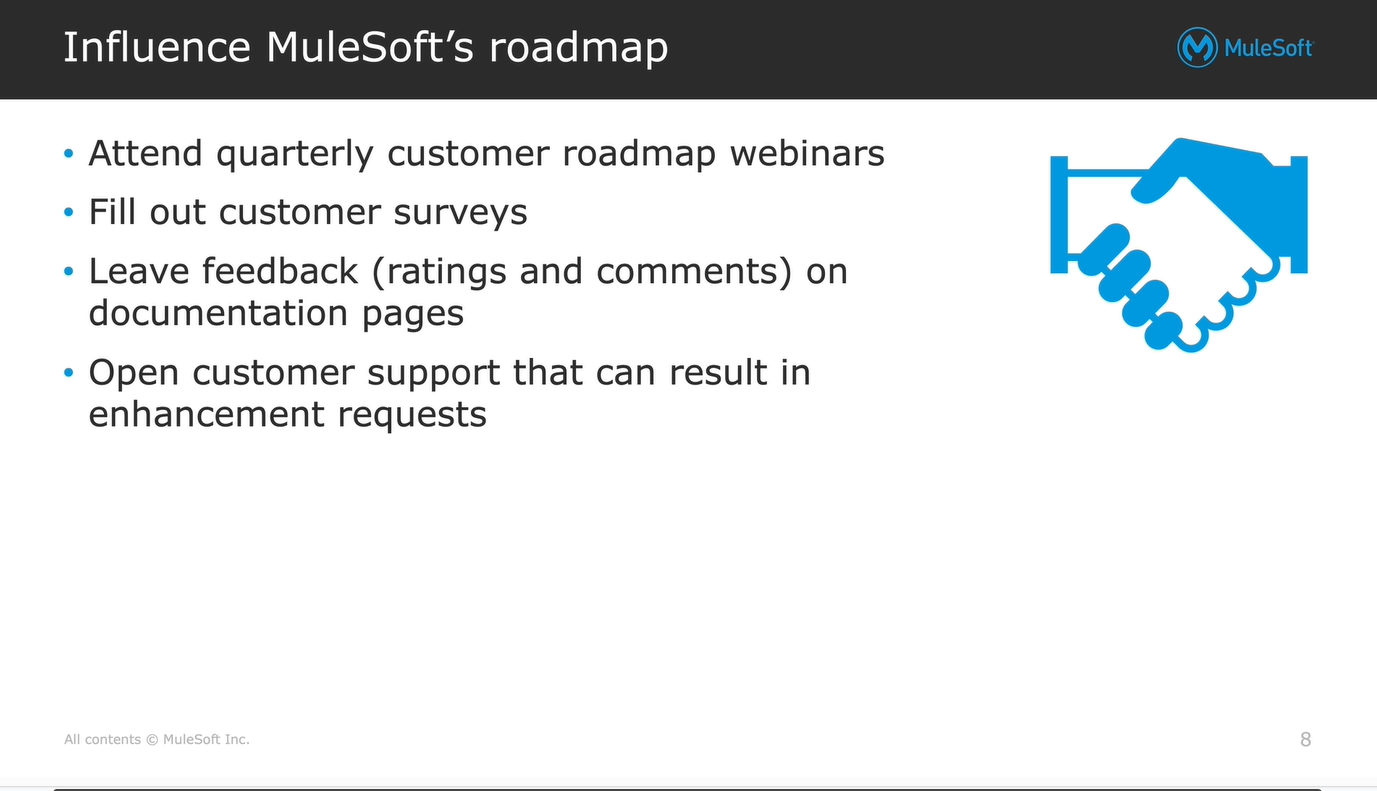 Influence MuleSoft’s roadmap
MuleSoft
• Attend quarterly customer roadmap webinars
• Fill out customer surveys
• Leave feedback (ratings and comments) on
documentation pages
• Open customer support that can result in
enhancement requests
All contents © MuleSoft Inc.
8